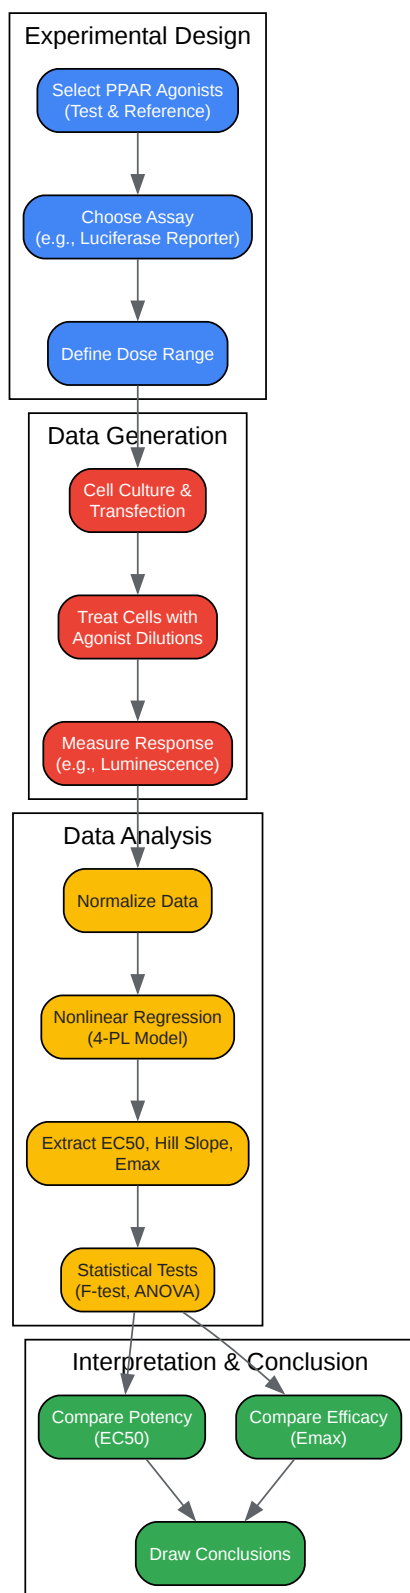 Experimental Design
Select PPAR Agonists
(Test & Reference)
Choose Assay
(e.g., Luciferase Reporter)
Define Dose Range
Data Generation
Cell Culture &
Transfection
Treat Cells with
Agonist Dilutions
Measure Response
(e.g., Luminescence)
Data Analysis
Normalize Data
Nonlinear Regression
(4-PL Model)
Extract EC50, Hill Slope,
Emax
Statistical Tests
(F-test, ANOVA)
Interpretation & Conclusion
Compare Potency
(EC50)
Compare Efficacy
(Emax)
Draw Conclusions